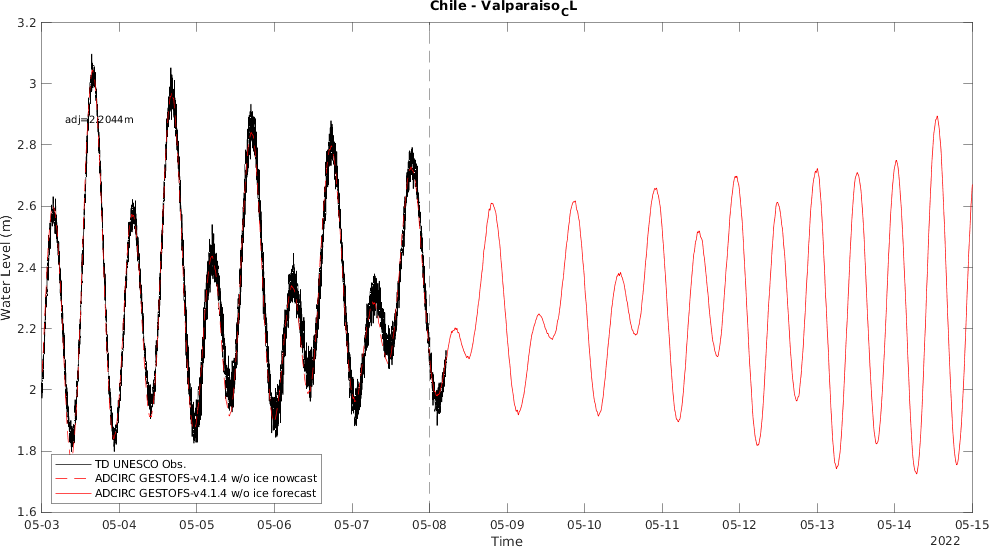 Chile - ValparaisoCL
3.2
3
2.8
2.6
2.4
2.2
2
1.8
1.6
Water Level (m)
adj=2.2044m
TD UNESCO Obs.
ADCIRC GESTOFS-v4.1.4 w/o ice nowcast
ADCIRC GESTOFS-v4.1.4 w/o ice forecast
05-03 05-04 05-05 05-06 05-07 05-08 05-09 05-10 05-11 05-12 05-13 05-14 05-15
Time
2022